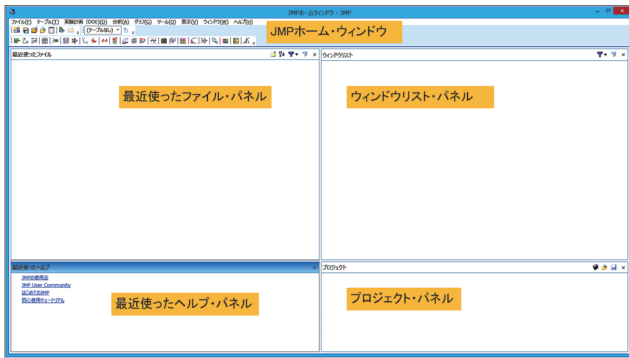 JMPホームウィンドウ - JMP
ファイル(F) テーブル(T) 実験計画 (DOE)(D) 分析(A) グラフ(G) ツール(O) 表示(V) ウィンドウ(W) ヘルプ(H)
(テーブルなし)
JMPホーム・ウィンドウ
最近使ったファイル
ウィンドウリスト
最近使ったファイル・パネル
ウィンドウリスト・パネル
最近使ったヘルプ
プロジェクト
JMPの使用法
JMP User Community
はじめてのJMP
初心者用チュートリアル
最近使ったヘルプ・パネル
プロジェクト・パネル